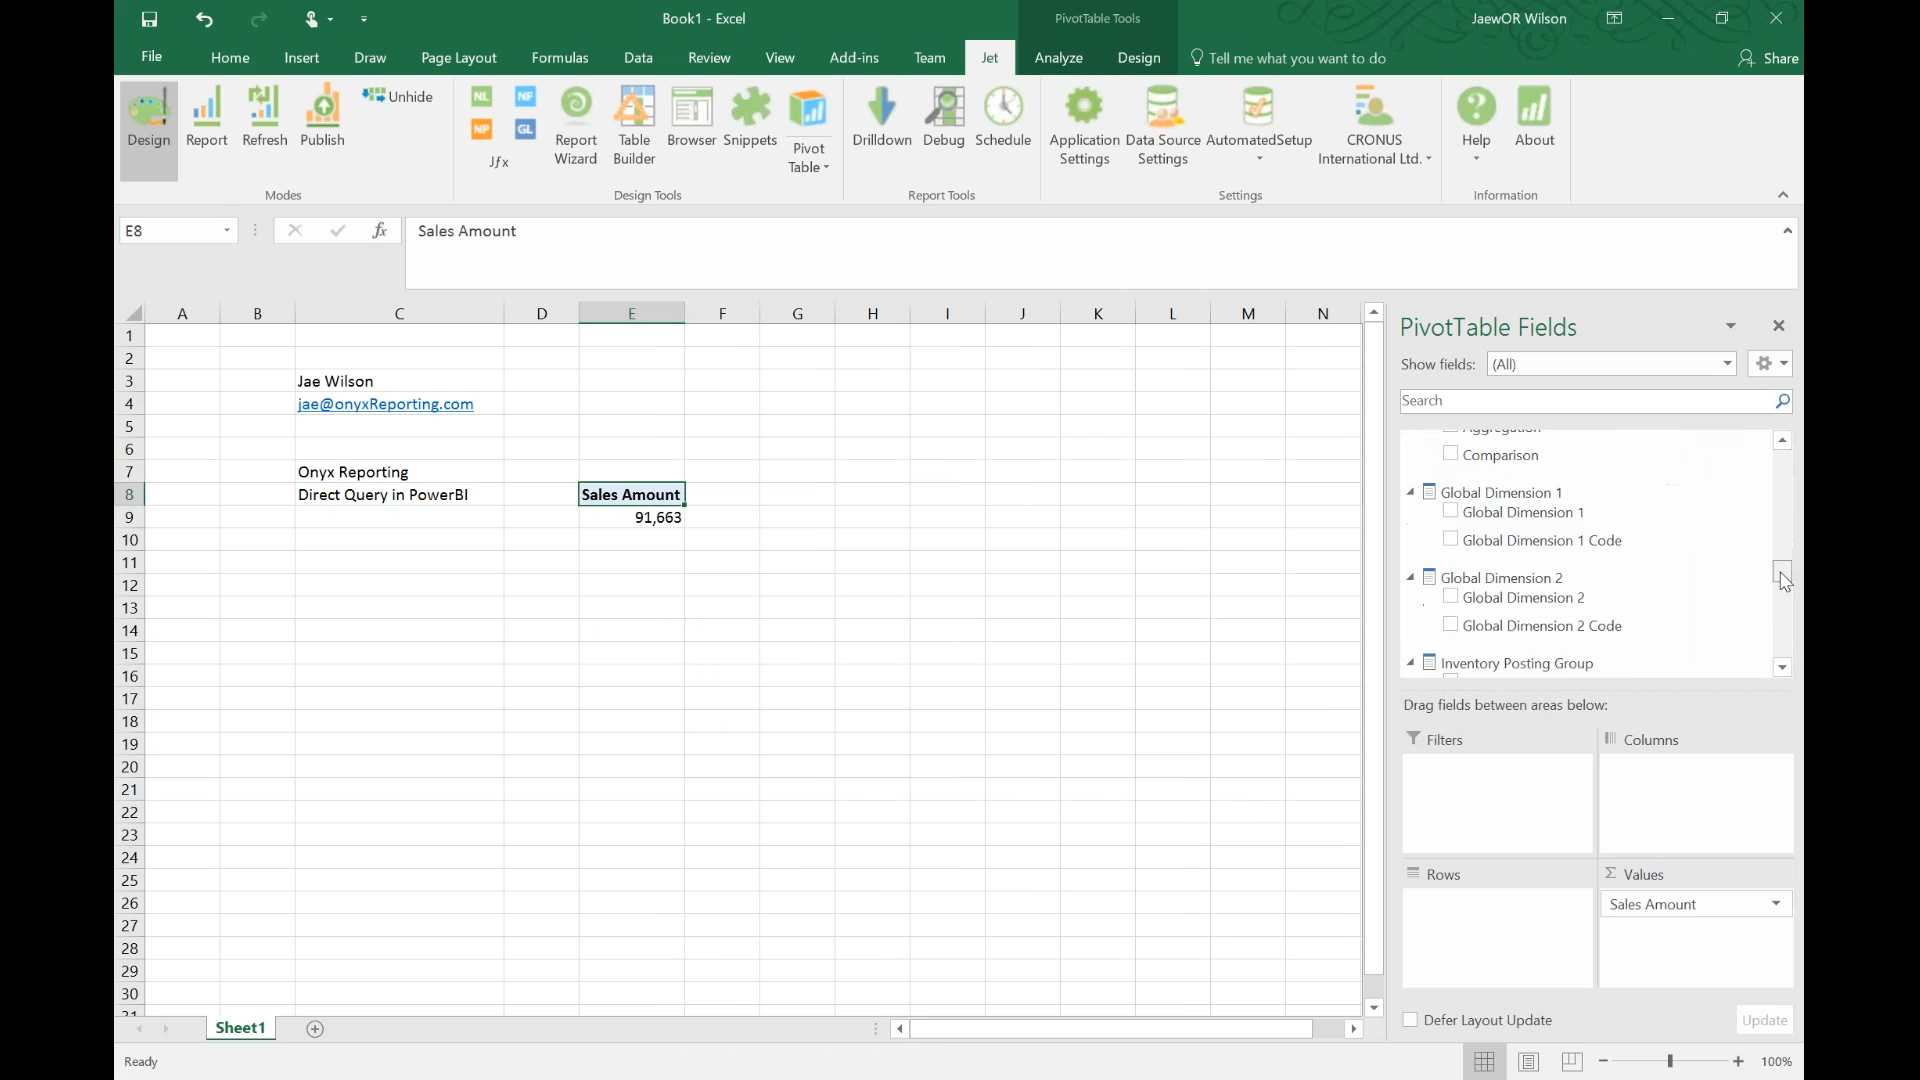 Book1 - Excel
PivotTable Tools
JaewOR Wilson
File
Home
Insert
Draw
Page Layout
Formulas
Data
Review
View
Add-ins
Team
Jet
Analyze
Design
Tell me what you want to do
Share
Design
Report
Refresh
Publish
Unhide
Modes
NL
NF
NP
GL
Jfx
Report
Wizard
Table
Builder
Browser
Snippets
Pivot
Table
Design Tools
Drilldown
Debug
Schedule
Report Tools
Application
Settings
Data Source
Settings
AutomatedSetup
CRONUS
International Ltd.
Settings
Help
About
Information
E8
fx
Sales Amount
A B C D E F G H I J K L M N
1
2
3 Jae Wilson
4 jae@onyxReporting.com
5
6
7 Onyx Reporting
8 Direct Query in PowerBI Sales Amount
9 91,663
10
11
12
13
14
15
16
17
18
19
20
21
22
23
24
25
26
27
28
29
30
31
Sheet1
Ready
PivotTable Fields
Show fields: (All)
Search
Aggregation
Comparison
Global Dimension 1
Global Dimension 1
Global Dimension 1 Code
Global Dimension 2
Global Dimension 2
Global Dimension 2 Code
Inventory Posting Group
Drag fields between areas below:
Filters
Columns
Rows
Σ Values
Sales Amount
Defer Layout Update
Update
100%